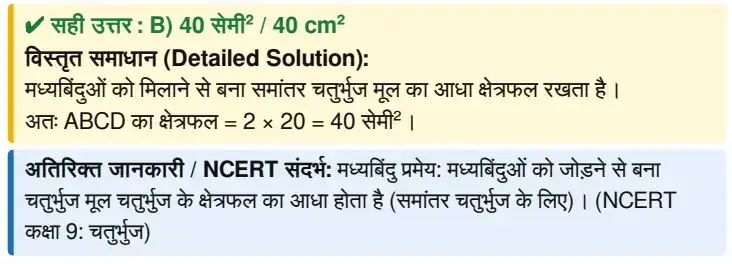 ✔ सही उत्तर : B) 40 सेमी² / 40 cm²
विस्तृत समाधान (Detailed Solution):
मध्यबिंदुओं को मिलाने से बना समांतर चतुर्भुज मूल का आधा क्षेत्रफल रखता है।
अतः ABCD का क्षेत्रफल = 2 × 20 = 40 सेमी²।
अतिरिक्त जानकारी / NCERT संदर्भ: मध्यबिंदु प्रमेय: मध्यबिंदुओं को जोड़ने से बना
चतुर्भुज मूल चतुर्भुज के क्षेत्रफल का आधा होता है (समांतर चतुर्भुज के लिए)। (NCERT
कक्षा 9: चतुर्भुज)